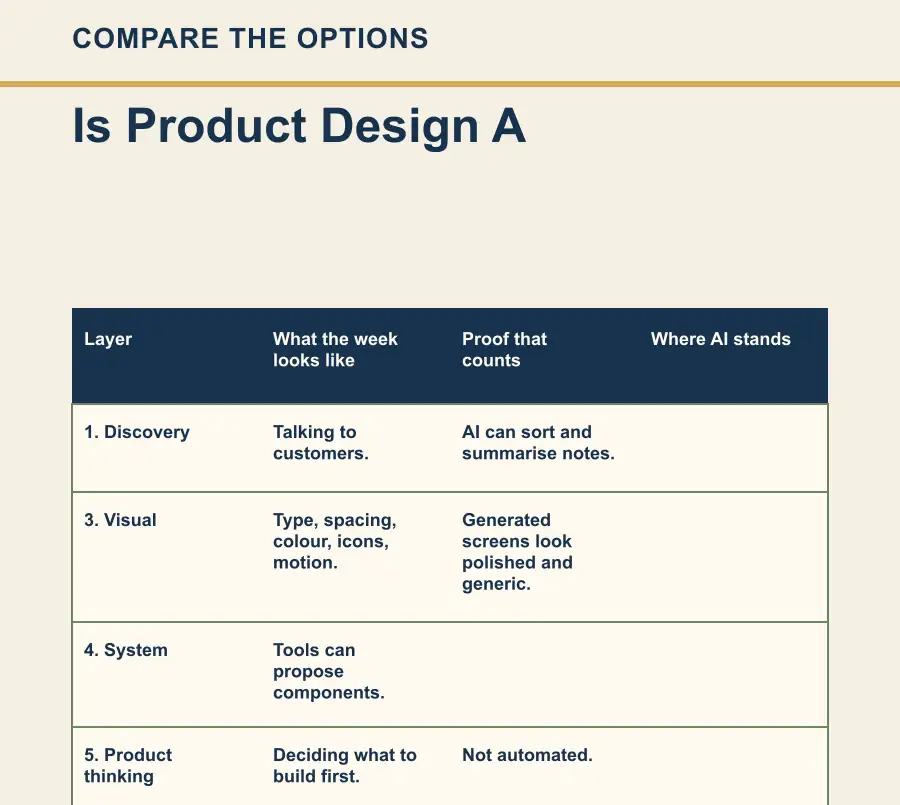 COMPARE THE OPTIONS
Is Product Design A
Layer
What the week
looks like
Proof that
counts
Where AI stands
1. Discovery
Talking to
customers.
AI can sort and
summarise notes.
3. Visual
Type, spacing,
colour, icons,
motion.
Generated
screens look
polished and
generic.
4. System
Tools can
propose
components.
5. Product
thinking
Deciding what to
build first.
Not automated.